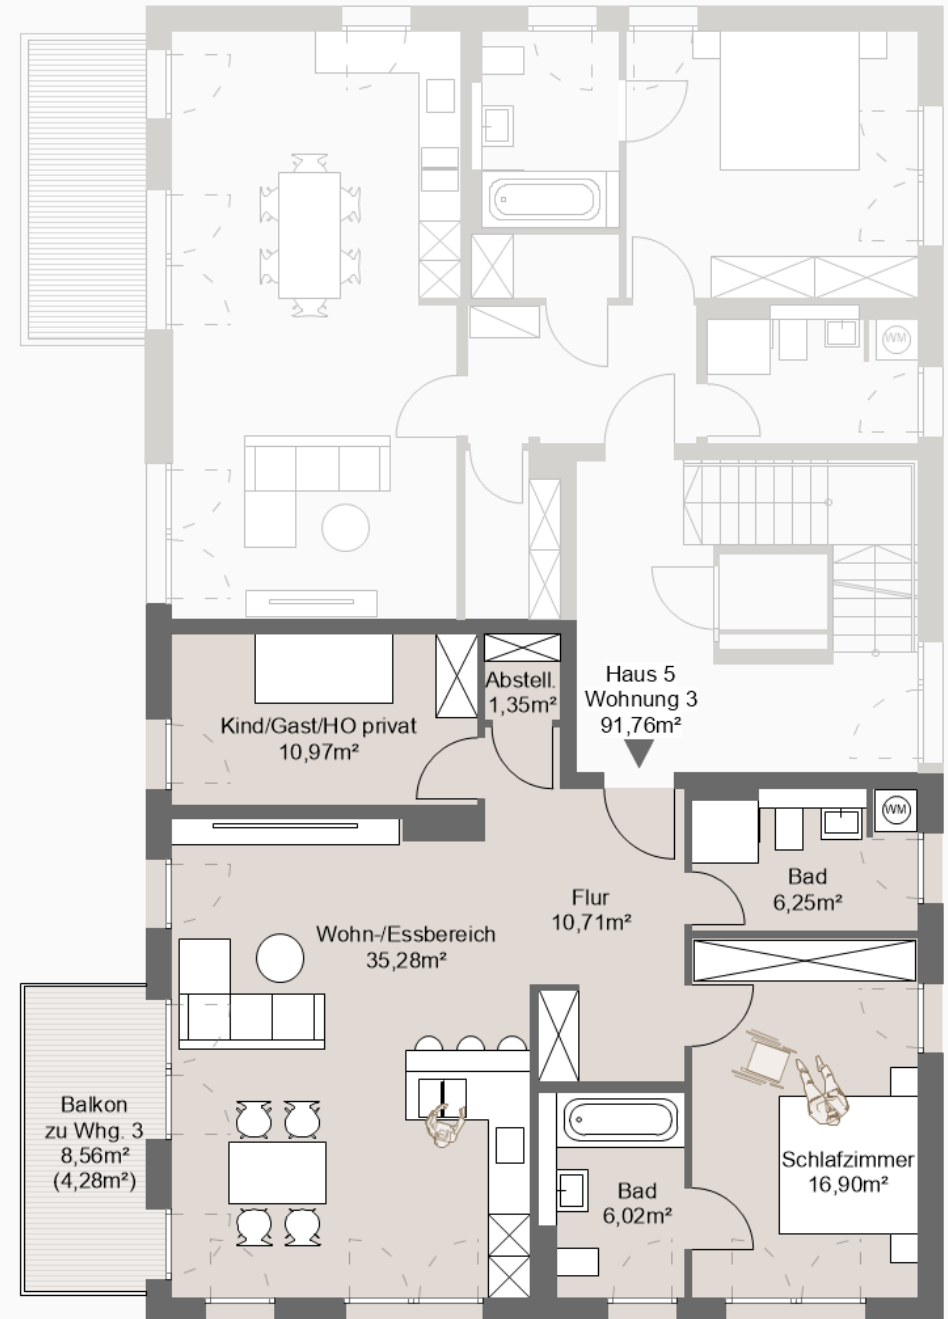 WM
Haus 5
Wohnung 3
91,76m²
Abstell.
1,35m²
Kind/Gast/HO privat
10,97m²
WM
Bad
6,25m²
Flur
10,71m²
Wohn-/Essbereich
35,28m²
Balkon
zu Whg. 3
8,56m²
(4,28m²)
Schlafzimmer
16,90m²
Bad
6,02m²